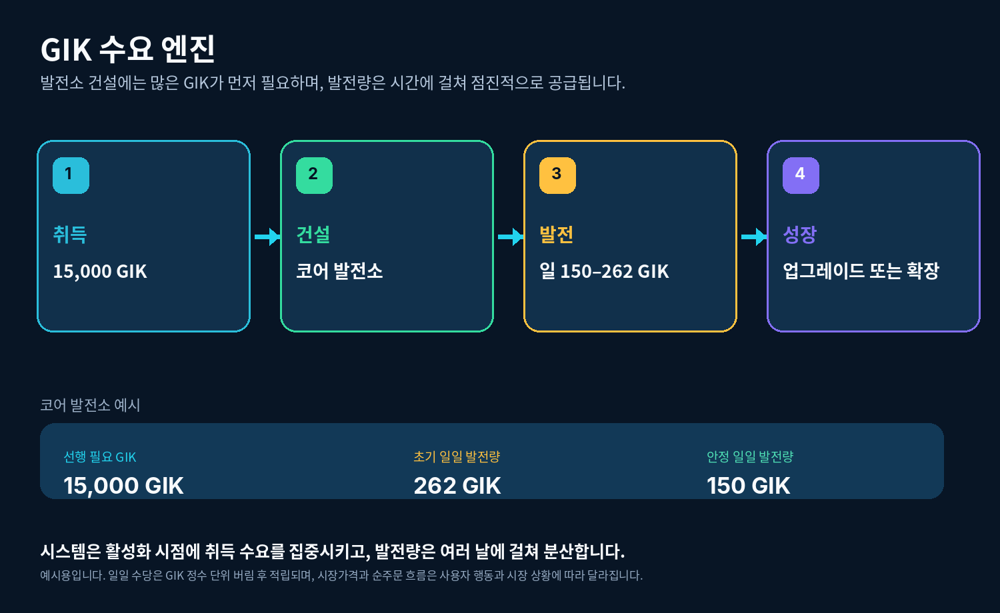 GIK 수요 엔진
발전소 건설에는 많은 GIK가 먼저 필요하며, 발전량은 시간에 걸쳐 점진적으로 공급됩니다.
1
취득
15,000 GIK
2
건설
코어 발전소
3
발전
일 150–262 GIK
4
성장
업그레이드 또는 확장
코어 발전소 예시
선행 필요 GIK
15,000 GIK
초기 일일 발전량
262 GIK
안정 일일 발전량
150 GIK
시스템은 활성화 시점에 취득 수요를 집중시키고, 발전량은 여러 날에 걸쳐 분산합니다.
예시용입니다. 일일 수당은 GIK 정수 단위 버림 후 적립되며, 시장가격과 순주문 흐름은 사용자 행동과 시장 상황에 따라 달라집니다.